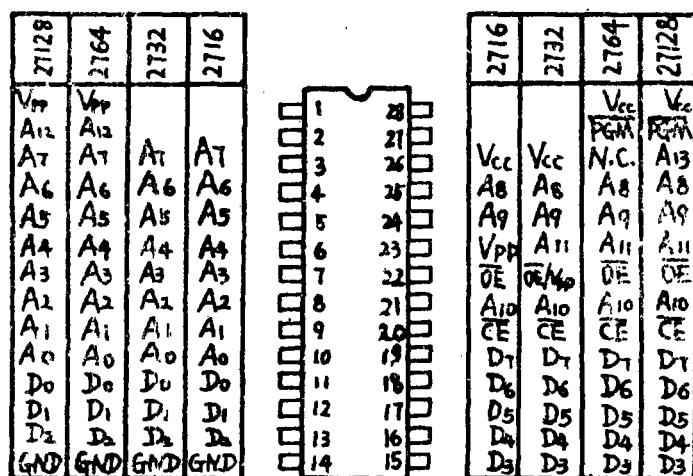 27128 2764 2732 2716 2716 2732 2764 27128
Vpp Vpp 1 28 Vcc Vcc
A12 A12 2 27 PGM PGM
A7 A7 A7 A7 3 26 Vcc Vcc N.C. A13
A6 A6 A6 A6 4 25 A8 A8 A8 A8
A5 A5 A5 A5 5 24 A9 A9 A9 A9
A4 A4 A4 A4 6 23 Vpp A11 A11 A11
A3 A3 A3 A3 7 22 OE OE/Vpp OE OE
A2 A2 A2 A2 8 21 A10 A10 A10 A10
A1 A1 A1 A1 9 20 CE CE CE CE
A0 A0 A0 A0 10 19 D7 D7 D7 D7
D0 D0 D0 D0 11 18 D6 D6 D6 D6
D1 D1 D1 D1 12 17 D5 D5 D5 D5
D2 D2 D2 D2 13 16 D4 D4 D4 D4
GND GND GND GND 14 15 D3 D3 D3 D3